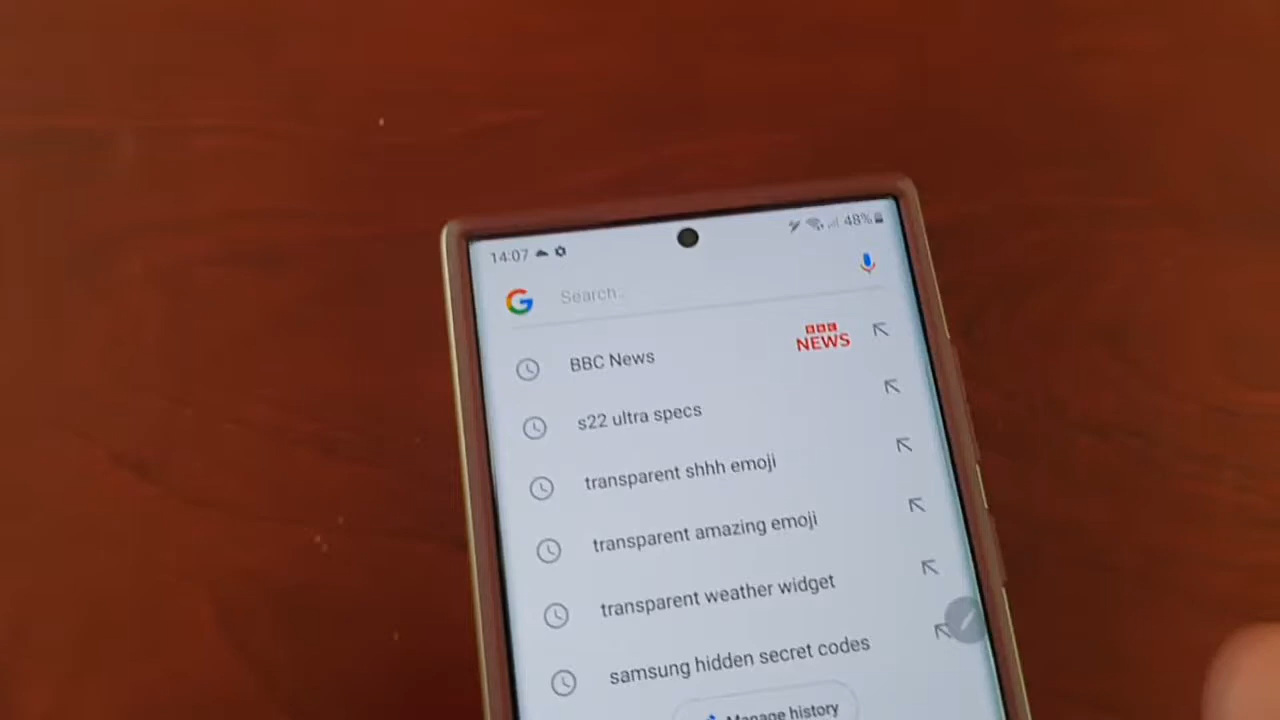 14:07 48%
G Search..
BBC News BBC NEWS
s22 ultra specs
transparent shhh emoji
transparent amazing emoji
transparent weather widget
samsung hidden secret codes
Manage history